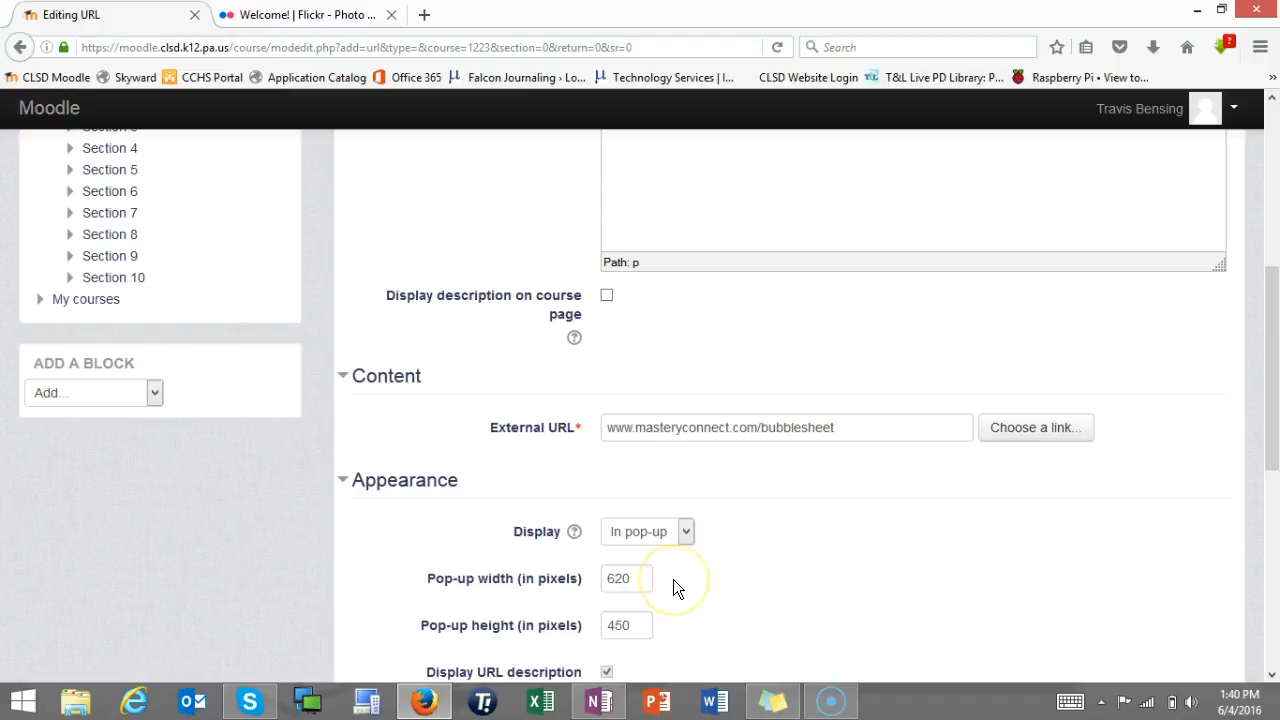 Editing URL
Welcome! | Flickr - Photo ...
https://moodle.clsd.k12.pa.us/course/modedit.php?add=url&type=&course=1223&section=0&return=0&sr=0
Search
?
CLSD Moodle
Skyward
CCHS Portal
Application Catalog
Office 365
Falcon Journaling • Lo...
Technology Services | I...
CLSD Website Login
T&L Live PD Library: P...
Raspberry Pi • View to...
»
Moodle
Travis Bensing
Section 4
Section 5
Section 6
Section 7
Section 8
Section 9
Section 10
My courses
ADD A BLOCK
Add...
Path: p
Display description on course
page
?
Content
External URL*
www.masteryconnect.com/bubblesheet
Choose a link...
Appearance
Display ?
In pop-up
Pop-up width (in pixels)
620
Pop-up height (in pixels)
450
Display URL description
1:40 PM
6/4/2016